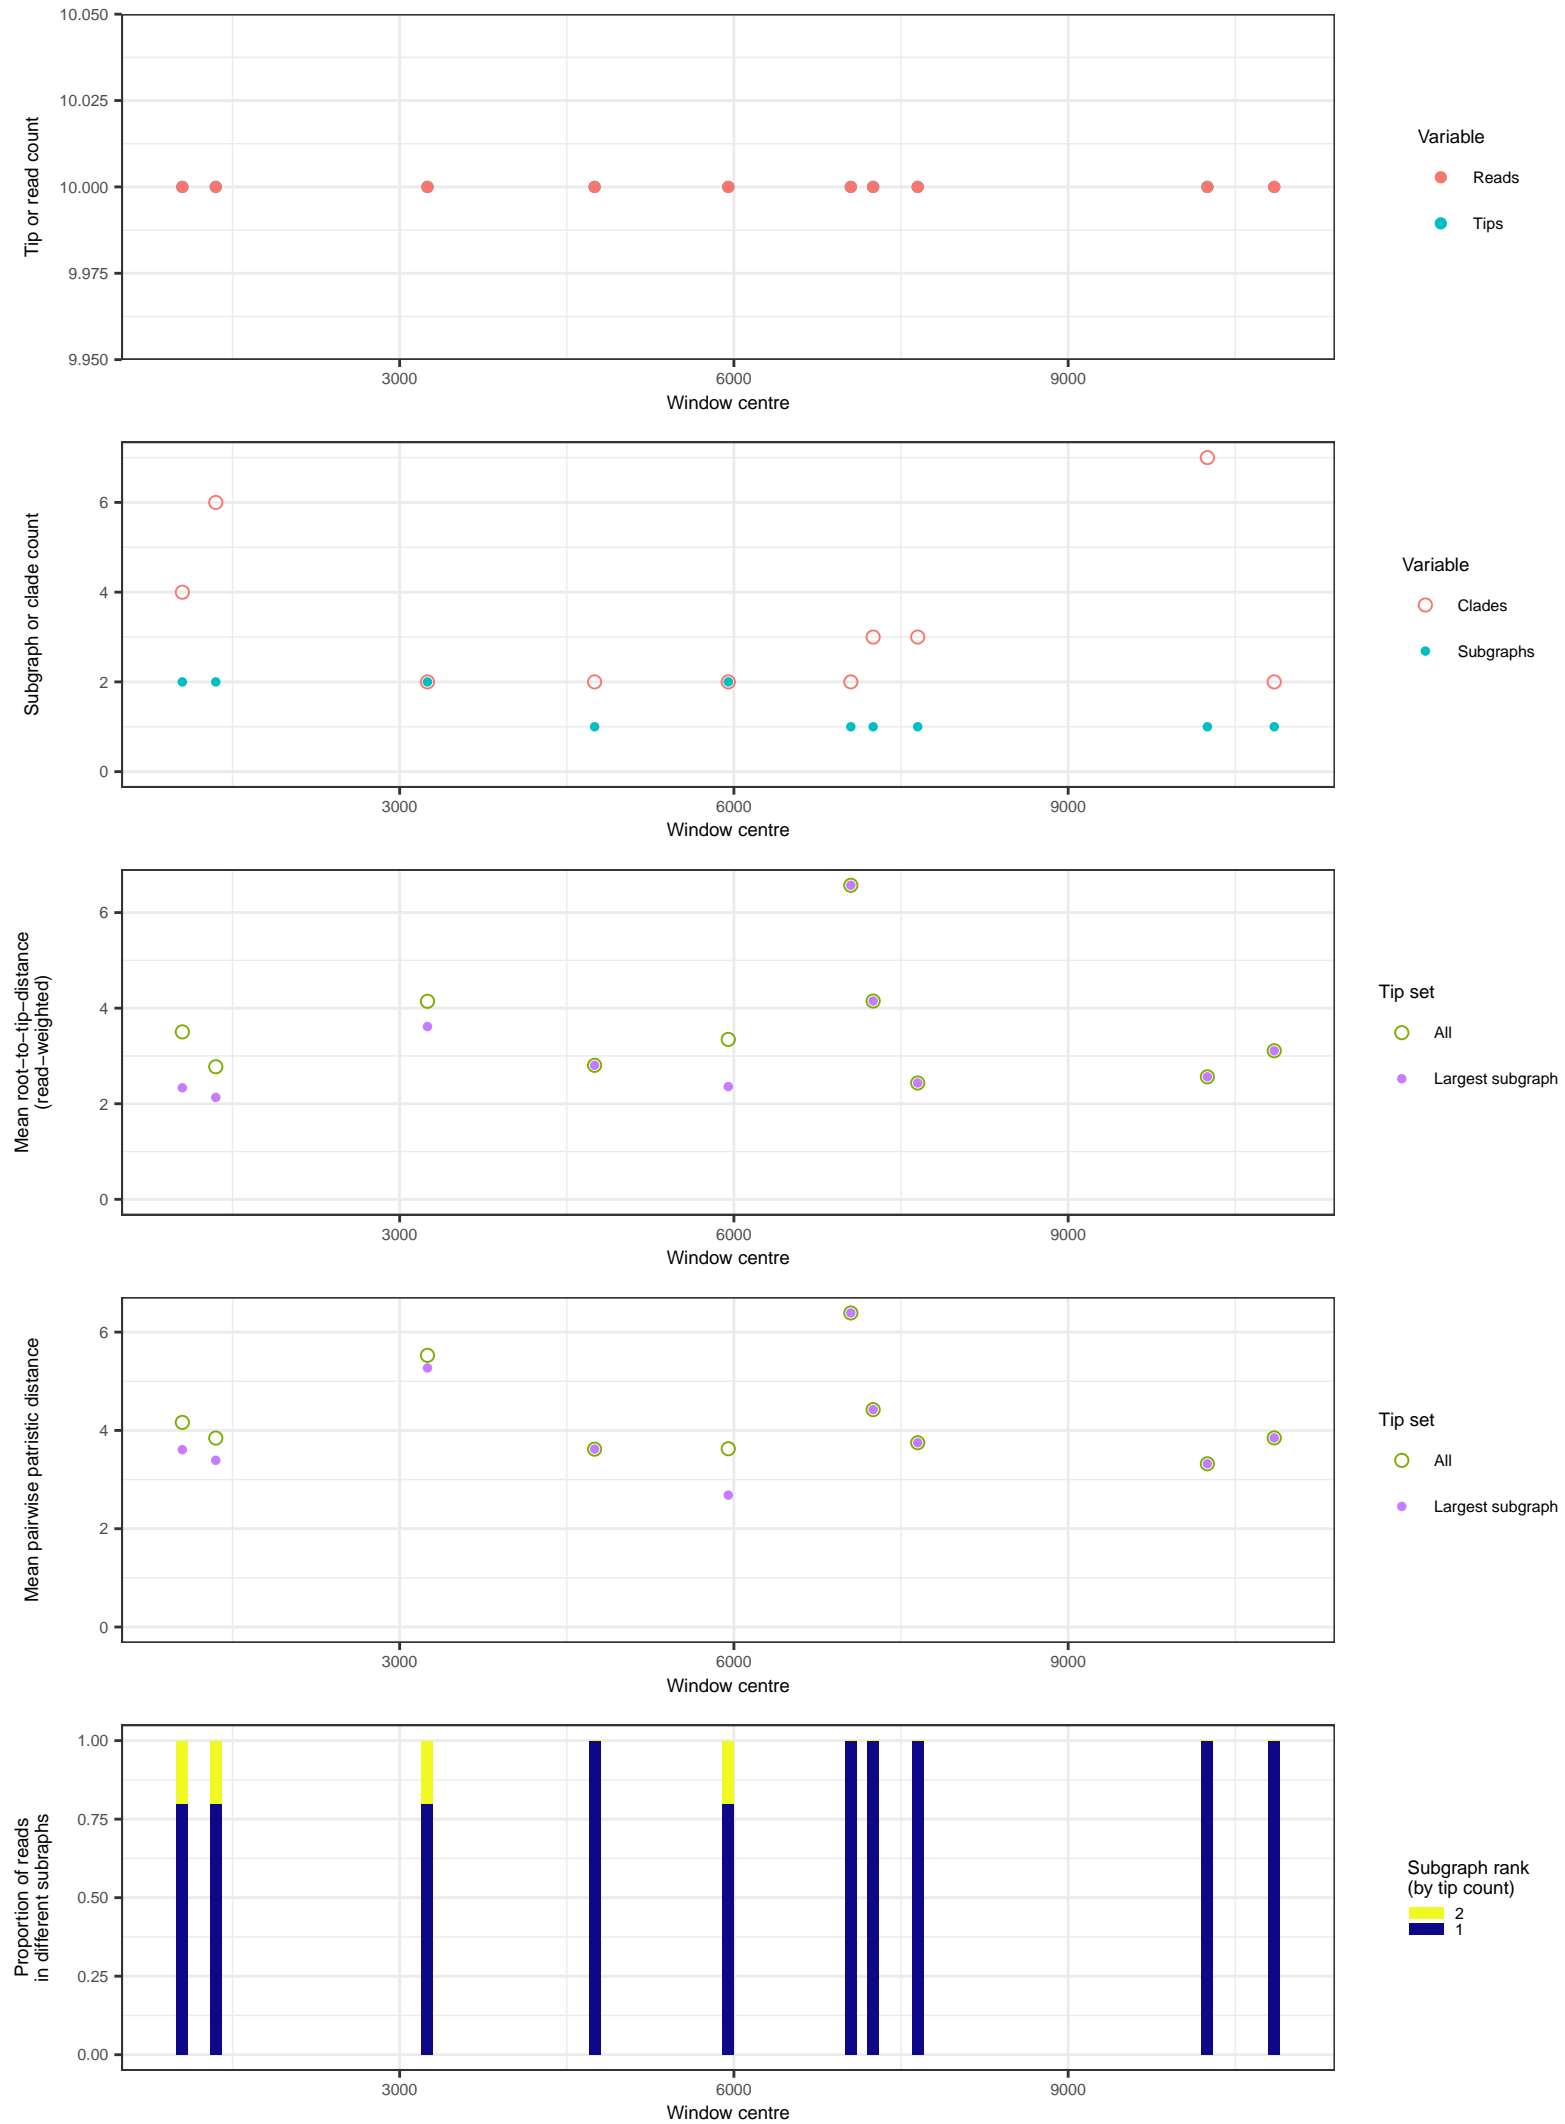 10.050
10.025
10.000
9.975
9.950
Tip or read count
3000
6000
9000
Window centre
Variable
Reads
Tips
6
4
2
0
Subgraph or clade count
3000
6000
9000
Window centre
Variable
Clades
Subgraphs
6
4
2
0
Mean root−to−tip−distance
(read−weighted)
3000
6000
9000
Window centre
Tip set
All
Largest subgraph
6
4
2
0
Mean pairwise patristic distance
3000
6000
9000
Window centre
Tip set
All
Largest subgraph
1.00
0.75
0.50
0.25
0.00
Proportion of reads
in different subraphs
3000
6000
9000
Window centre
Subgraph rank
(by tip count)
2
1